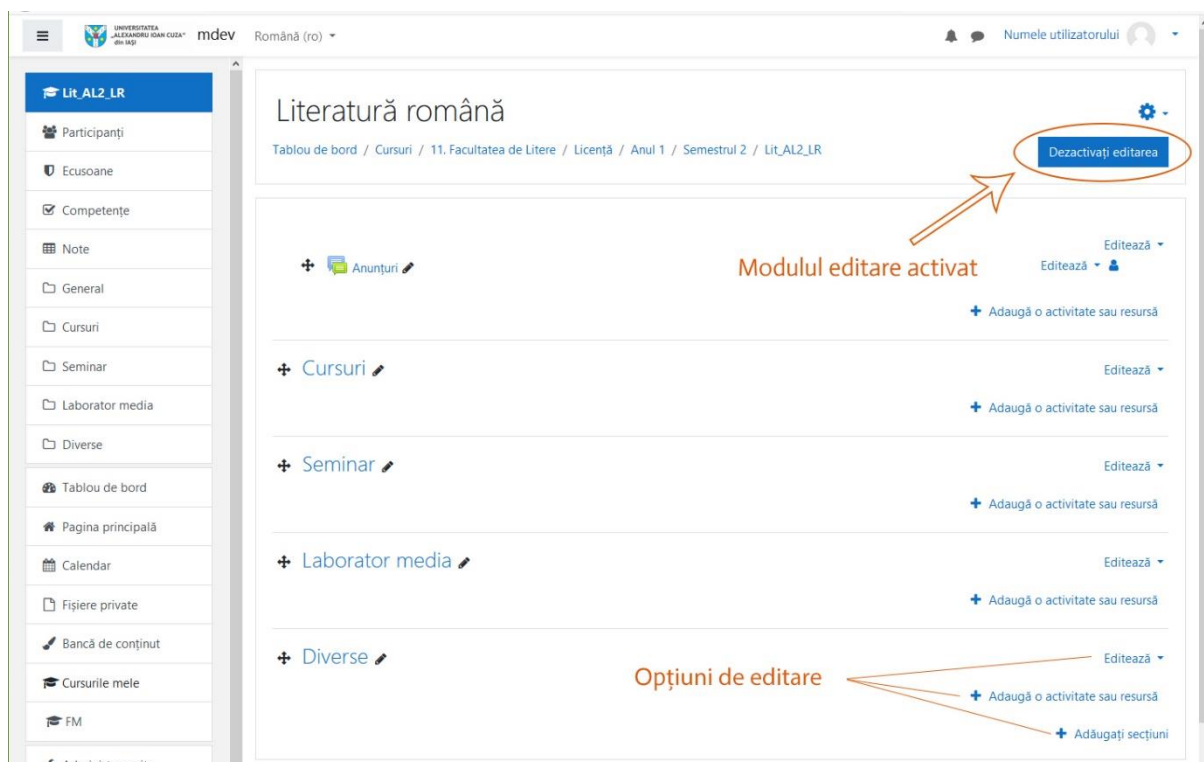 UNIVERSITATEA
„ALEXANDRU IOAN CUZA”
din IAŞI
mdev
Română (ro)
Numele utilizatorului
Lit_AL2_LR
Participanți
Ecusoane
Competențe
Note
General
Cursuri
Seminar
Laborator media
Diverse
Tablou de bord
Pagina principală
Calendar
Fișiere private
Bancă de conținut
Cursurile mele
FM
Literatură română
Tablou de bord / Cursuri / 11. Facultatea de Litere / Licență / Anul 1 / Semestrul 2 / Lit_AL2_LR
Dezactivați editarea
Modulul editare activat
Editează
Anunțuri
Editează
Adaugă o activitate sau resursă
Cursuri
Editează
Adaugă o activitate sau resursă
Seminar
Editează
Adaugă o activitate sau resursă
Laborator media
Editează
Adaugă o activitate sau resursă
Diverse
Editează
Opțiuni de editare
Adaugă o activitate sau resursă
Adăugați secțiuni